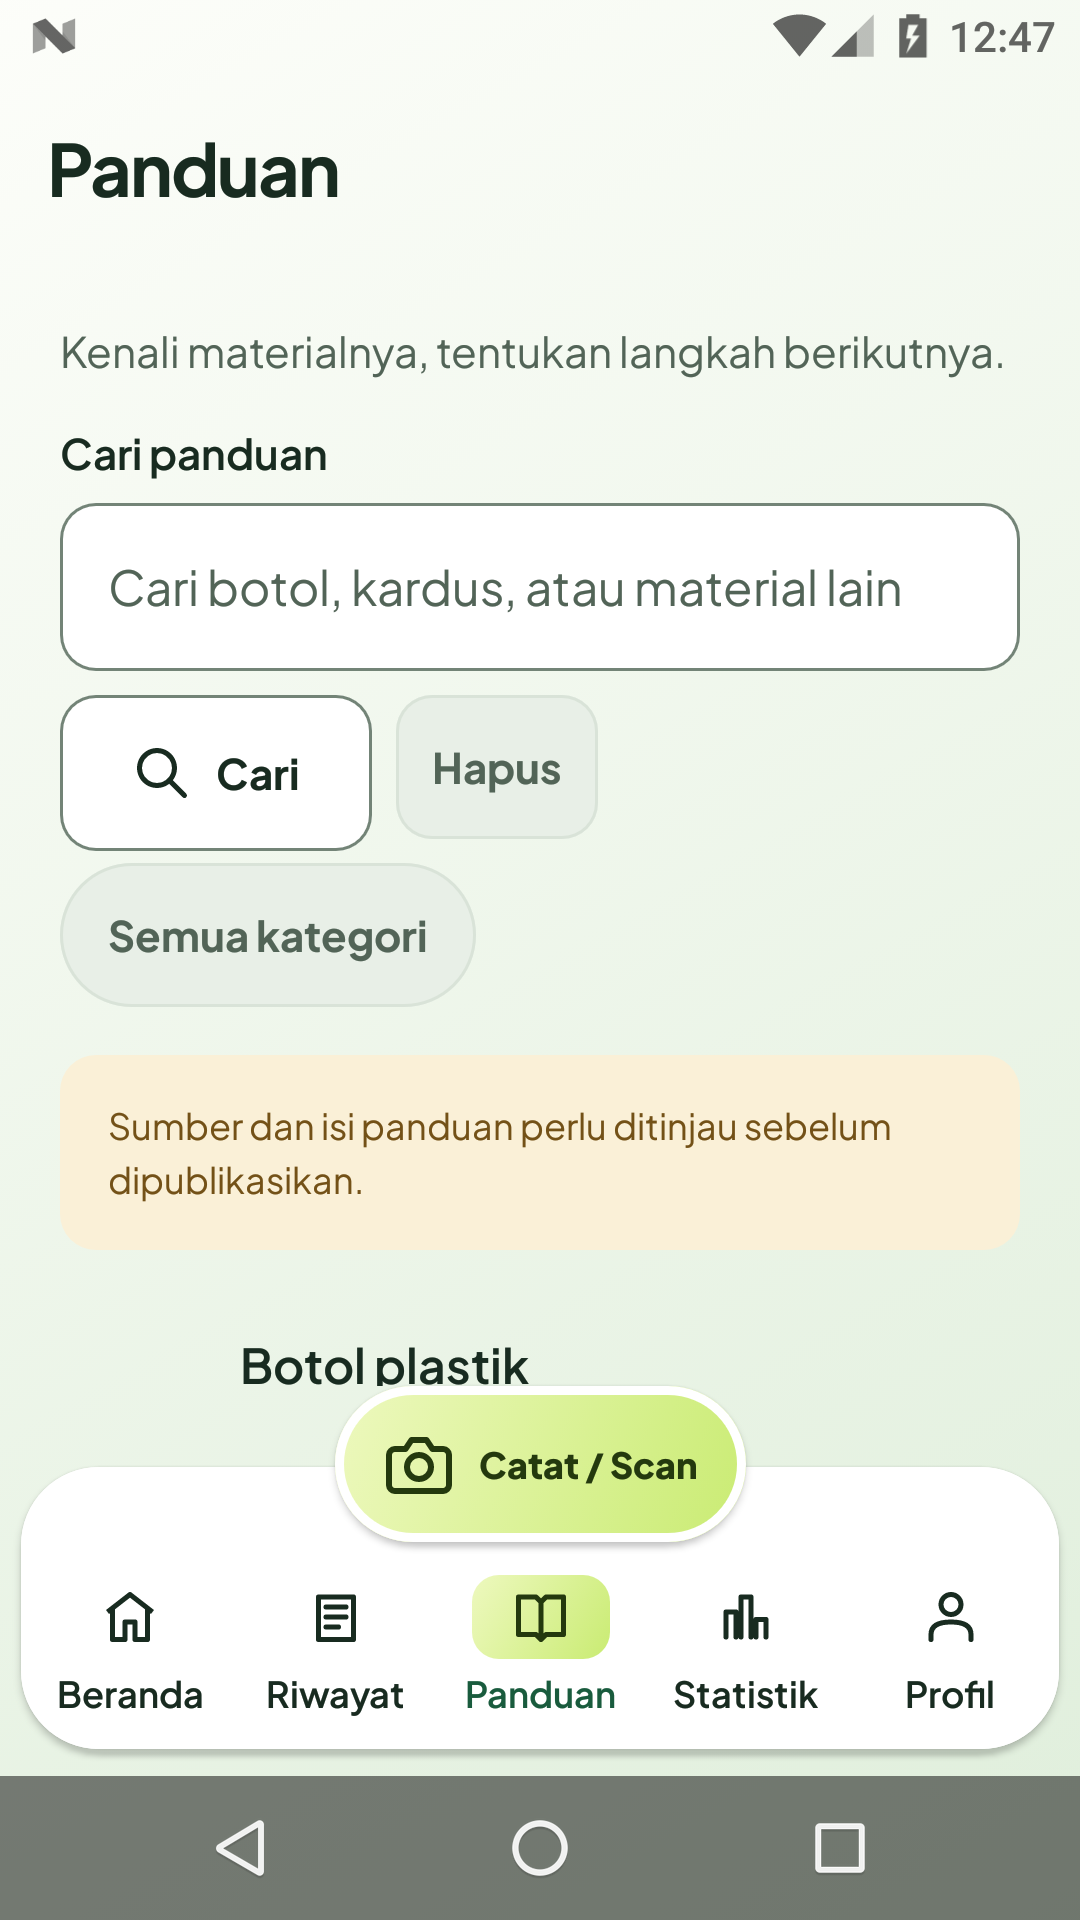 12:47
Panduan
Kenali materialnya, tentukan langkah berikutnya.
Cari panduan
Cari botol, kardus, atau material lain
Cari
Hapus
Semua kategori
Sumber dan isi panduan perlu ditinjau sebelum
dipublikasikan.
Botol plastik
Catat / Scan
Beranda
Riwayat
Panduan
Statistik
Profil